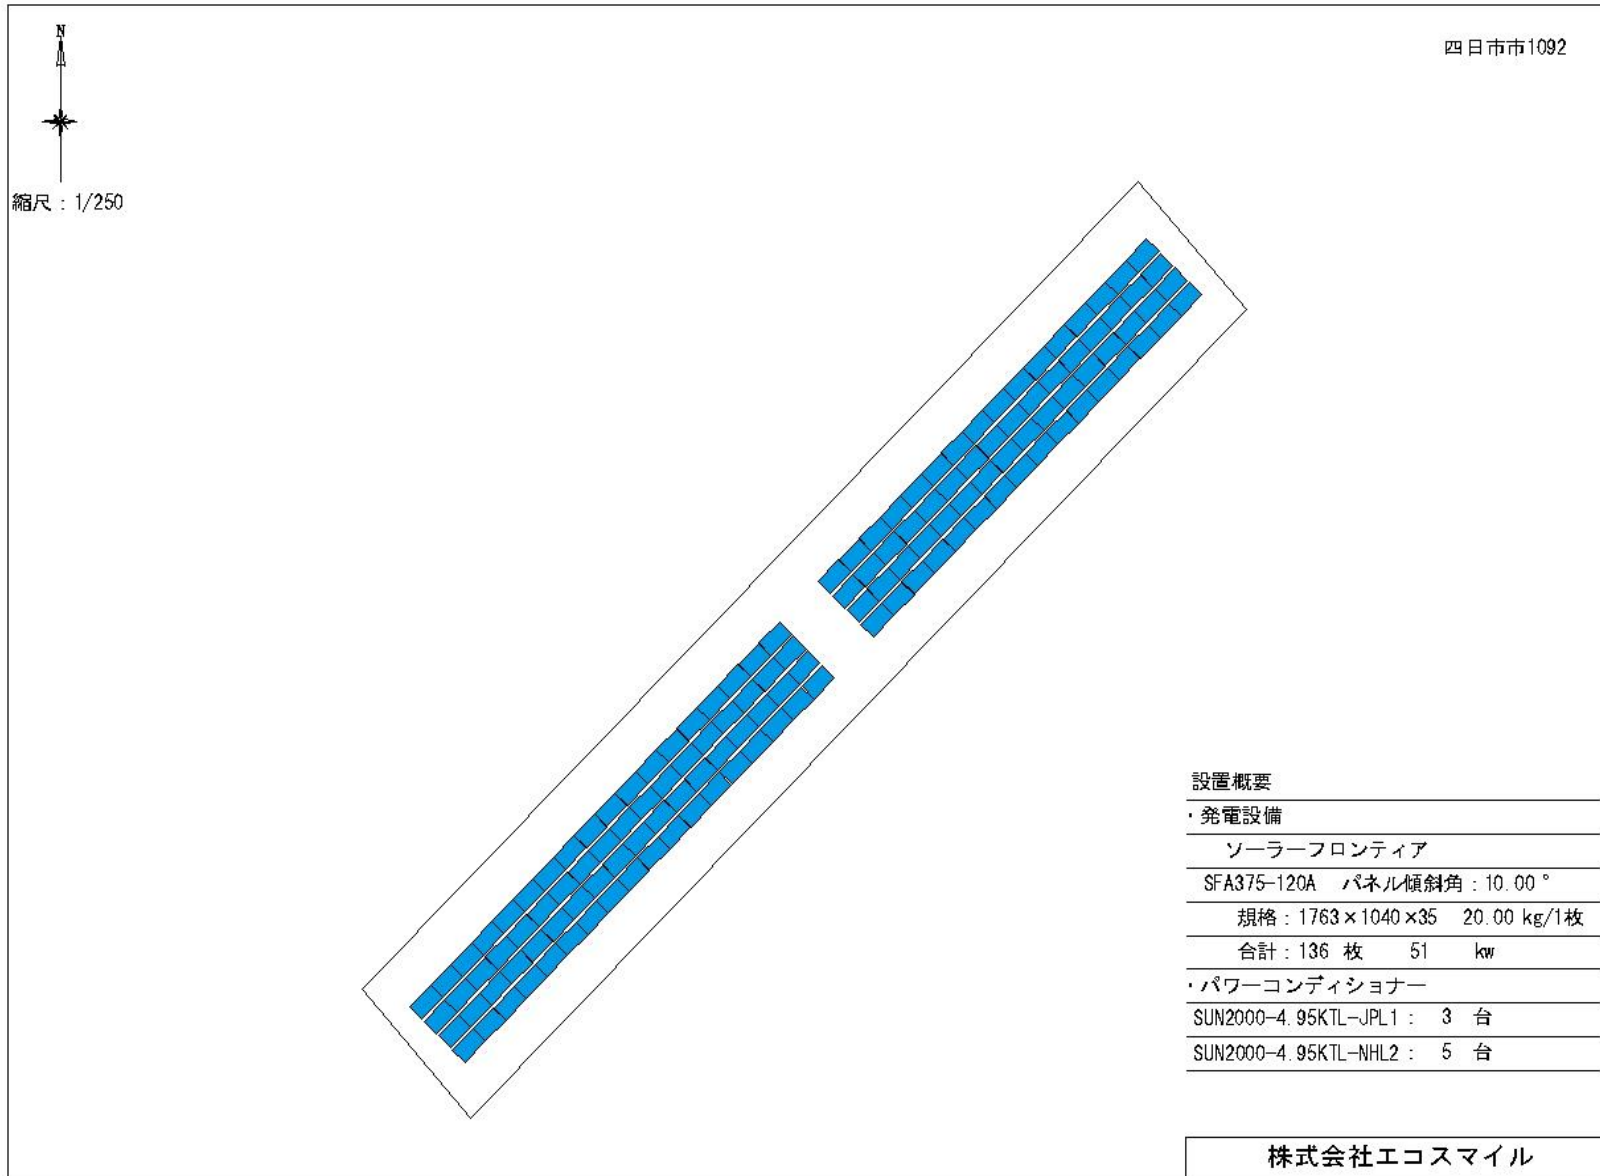 N
四日市市1092
縮尺：1/250
設置概要
・発電設備
ソーラーフロンティア
SFA375-120A パネル傾斜角：10.00°
規格：1763×1040×35 20.00 kg/1枚
合計：136 枚 51 kw
・パワーコンディショナー
SUN2000-4.95KTL-JPL1： 3 台
SUN2000-4.95KTL-NHL2： 5 台
株式会社エコスマイル